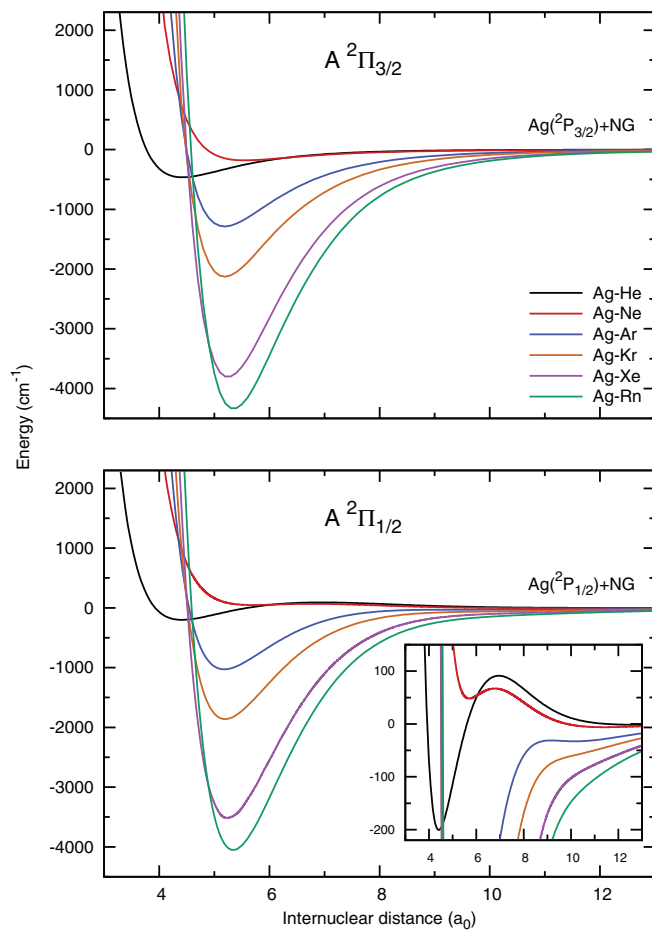 2000
1000
0
-1000
-2000
-3000
-4000
A ²Π₃/₂
Ag(²P₃/₂)+NG
Ag-He
Ag-Ne
Ag-Ar
Ag-Kr
Ag-Xe
Ag-Rn
Energy (cm⁻¹)
2000
1000
0
-1000
-2000
-3000
-4000
A ²Π₁/₂
Ag(²P₁/₂)+NG
100
0
-100
-200
4 6 8 10 12
4 6 8 10 12
Internuclear distance (a₀)